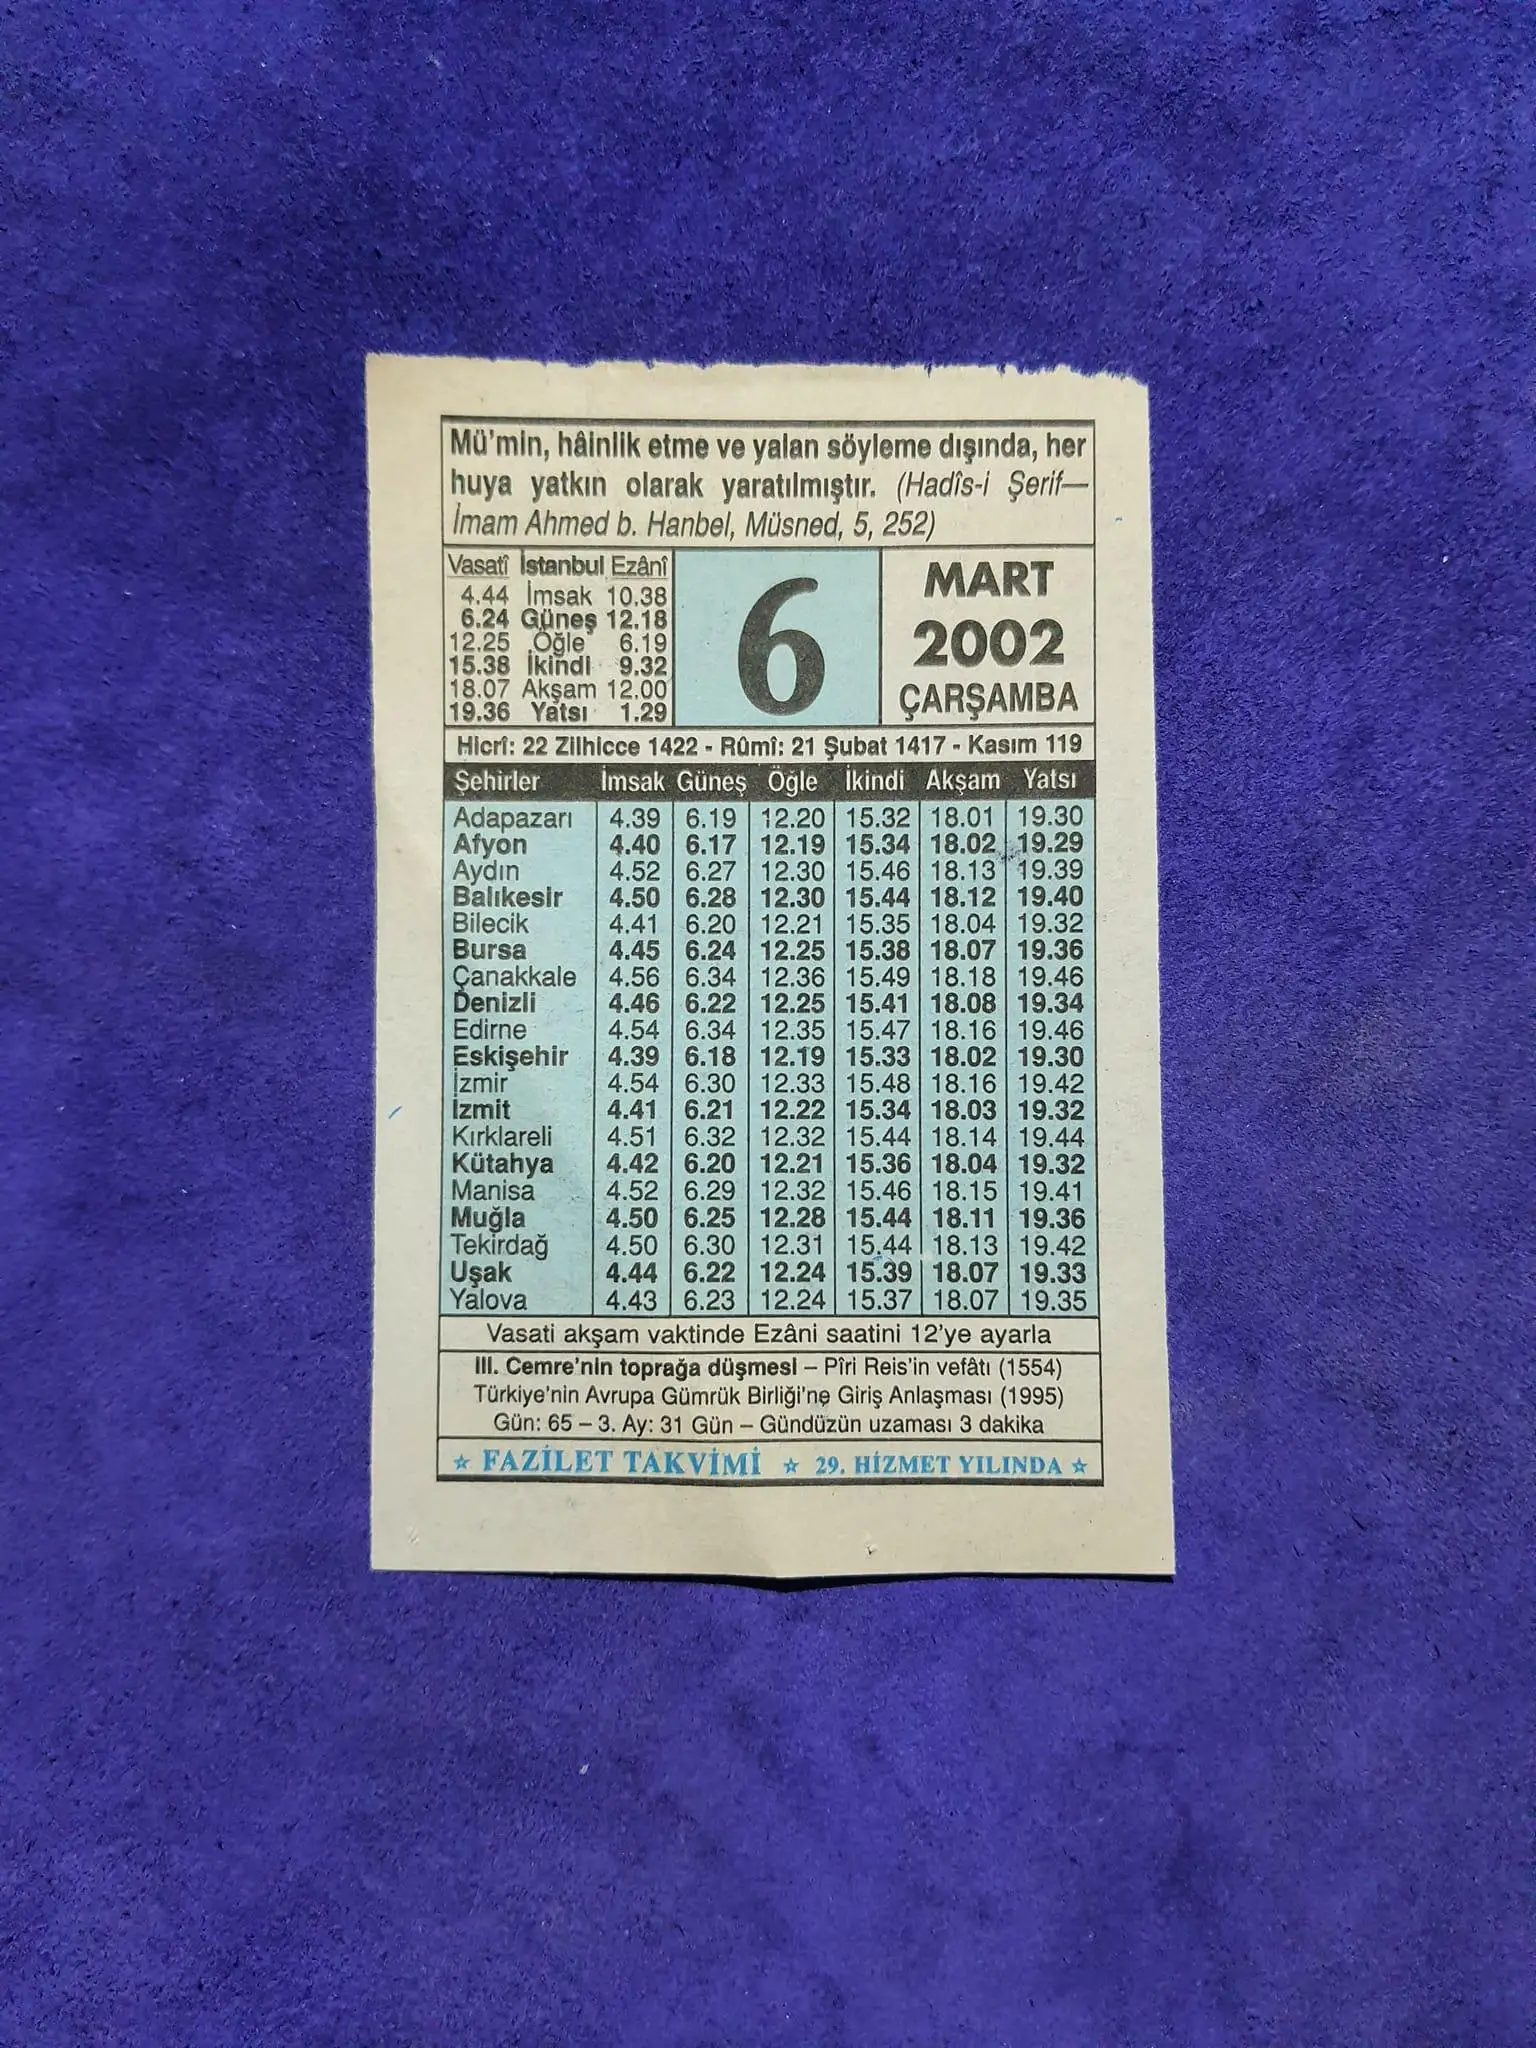 Mü'min, hâinlik etme ve yalan söyleme dışında, her
huya yatkın olarak yaratılmıştır. (Hadîs-i Şerif—
İmam Ahmed b. Hanbel, Müsned, 5, 252)
Vasatî İstanbul Ezânî
4.44 İmsak 10.38
6.24 Güneş 12.18
12.25 Öğle 6.19
15.38 İkindi 9.32
18.07 Akşam 12.00
19.36 Yatsı 1.29
6
MART
2002
ÇARŞAMBA
Hicrî: 22 Zilhicce 1422 - Rûmî: 21 Şubat 1417 - Kasım 119
Şehirler İmsak Güneş Öğle İkindi Akşam Yatsı
Adapazarı 4.39 6.19 12.20 15.32 18.01 19.30
Afyon 4.40 6.17 12.19 15.34 18.02 19.29
Aydın 4.52 6.27 12.30 15.46 18.13 19.39
Balıkesir 4.50 6.28 12.30 15.44 18.12 19.40
Bilecik 4.41 6.20 12.21 15.35 18.04 19.32
Bursa 4.45 6.24 12.25 15.38 18.07 19.36
Çanakkale 4.56 6.34 12.36 15.49 18.18 19.46
Denizli 4.46 6.22 12.25 15.41 18.08 19.34
Edirne 4.54 6.34 12.35 15.47 18.16 19.46
Eskişehir 4.39 6.18 12.19 15.33 18.02 19.30
İzmir 4.54 6.30 12.33 15.48 18.16 19.42
İzmit 4.41 6.21 12.22 15.34 18.03 19.32
Kırklareli 4.51 6.32 12.32 15.44 18.14 19.44
Kütahya 4.42 6.20 12.21 15.36 18.04 19.32
Manisa 4.52 6.29 12.32 15.46 18.15 19.41
Muğla 4.50 6.25 12.28 15.44 18.11 19.36
Tekirdağ 4.50 6.30 12.31 15.44 18.13 19.42
Uşak 4.44 6.22 12.24 15.39 18.07 19.33
Yalova 4.43 6.23 12.24 15.37 18.07 19.35
Vasati akşam vaktinde Ezâni saatini 12'ye ayarla
III. Cemre'nin toprağa düşmesi – Pîri Reis'in vefâtı (1554)
Türkiye'nin Avrupa Gümrük Birliği'ne Giriş Anlaşması (1995)
Gün: 65 – 3. Ay: 31 Gün – Gündüzün uzaması 3 dakika
☆ FAZİLET TAKVİMİ ☆ 29. HİZMET YILINDA ☆